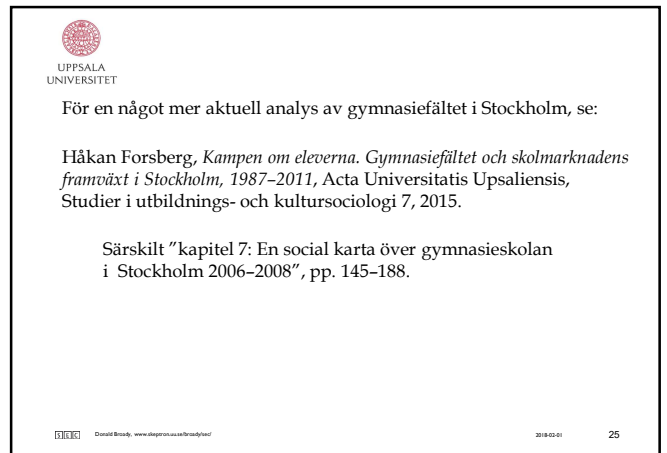 UPPSALA
UNIVERSITET
För en något mer aktuell analys av gymnasiefältet i Stockholm, se:
Håkan Forsberg, Kampen om eleverna. Gymnasiefältet och skolmarknadens
framväxt i Stockholm, 1987–2011, Acta Universitatis Upsaliensis,
Studier i utbildnings- och kultursociologi 7, 2015.
Särskilt ”kapitel 7: En social karta över gymnasieskolan
i Stockholm 2006–2008”, pp. 145–188.
SEC Donald Broady, www.skeptron.uu.se/broady/sec/ 2018-02-01 25